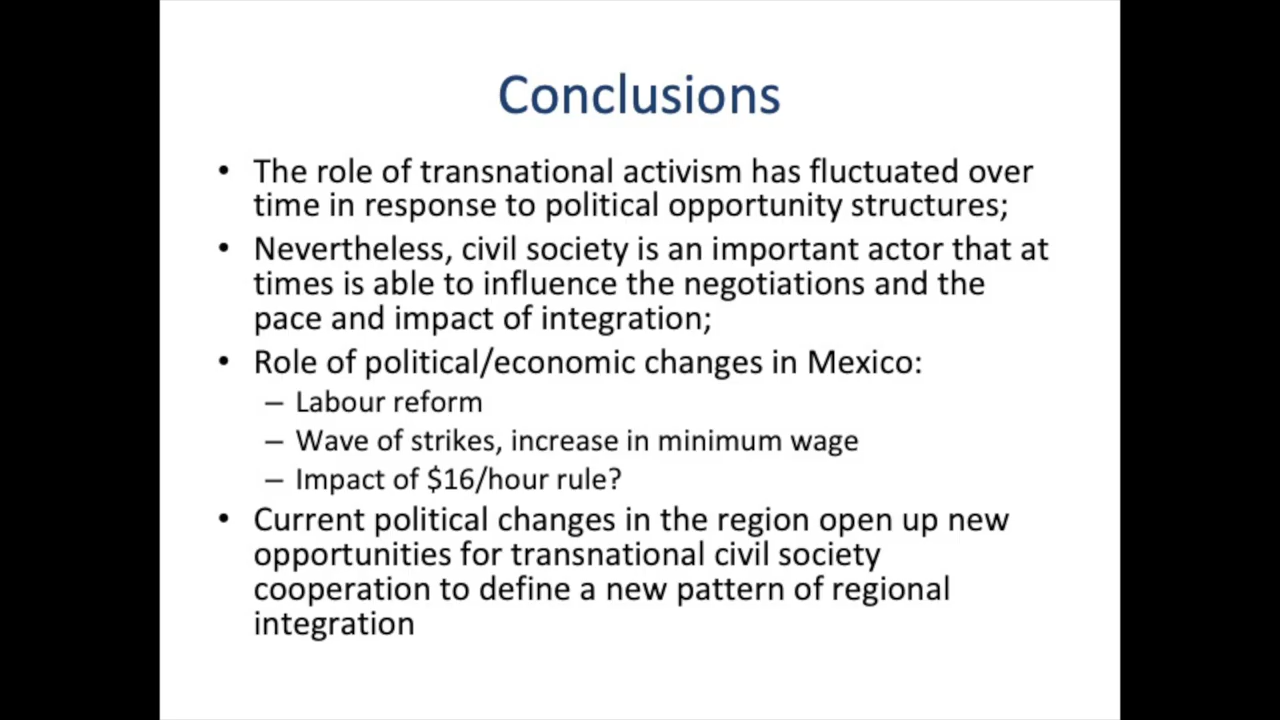 Conclusions
• The role of transnational activism has fluctuated over
time in response to political opportunity structures;
• Nevertheless, civil society is an important actor that at
times is able to influence the negotiations and the
pace and impact of integration;
• Role of political/economic changes in Mexico:
– Labour reform
– Wave of strikes, increase in minimum wage
– Impact of $16/hour rule?
• Current political changes in the region open up new
opportunities for transnational civil society
cooperation to define a new pattern of regional
integration